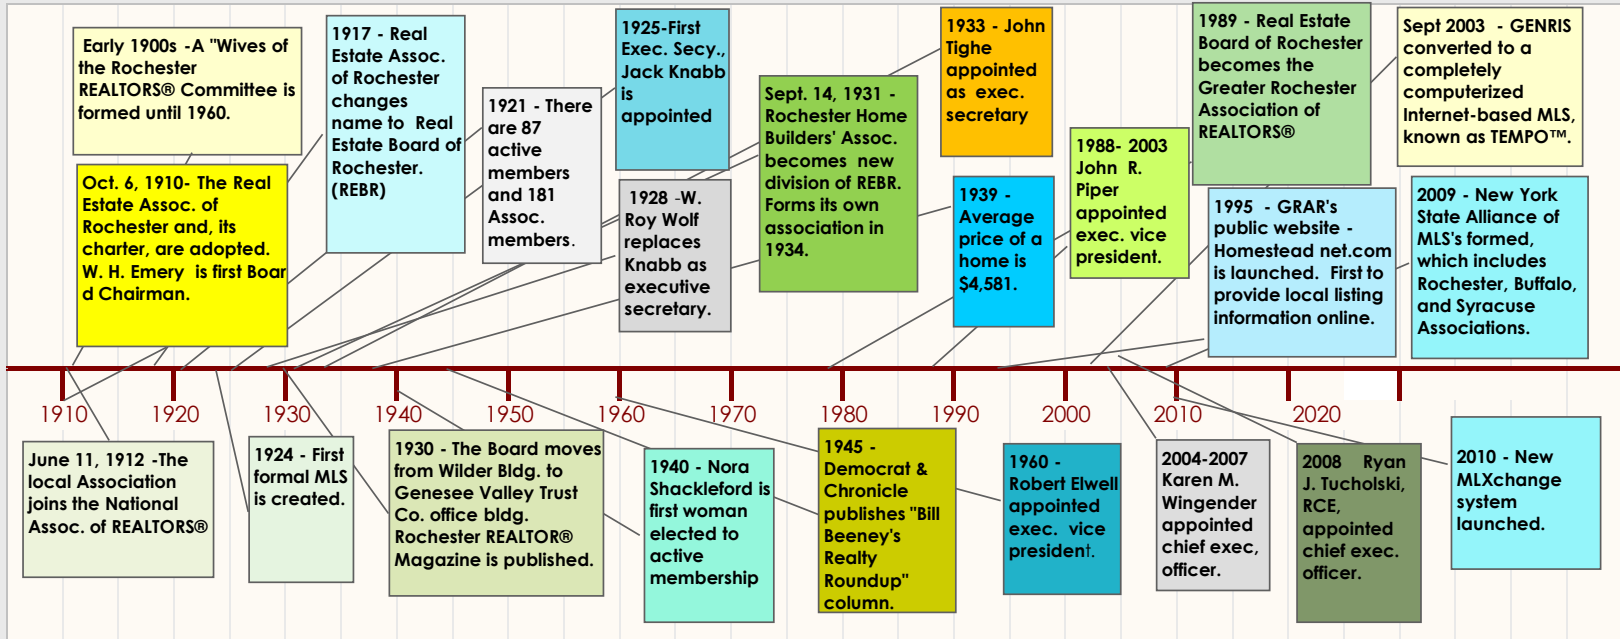 Early 1900s -A "Wives of
the Rochester
REALTORS® Committee is
formed until 1960.
Oct. 6, 1910- The Real
Estate Assoc. of
Rochester and, its
charter, are adopted.
W. H. Emery is first Boar
d Chairman.
1917 - Real
Estate Assoc.
of Rochester
changes
name to Real
Estate Board of
Rochester.
(REBR)
1921 - There
are 87
active
members
and 181
Assoc.
members.
1925-First
Exec. Secy.,
Jack Knabb
is
appointed
1928 -W.
Roy Wolf
replaces
Knabb as
executive
secretary.
Sept. 14, 1931 -
Rochester Home
Builders' Assoc.
becomes new
division of REBR.
Forms its own
association in
1934.
1933 - John
Tighe
appointed
as exec.
secretary
1939 -
Average
price of a
home is
$4,581.
1988- 2003
John R.
Piper
appointed
exec. vice
president.
1989 - Real Estate
Board of Rochester
becomes the
Greater Rochester
Association of
REALTORS®
1995 - GRAR's
public website -
Homestead net.com
is launched. First to
provide local listing
information online.
Sept 2003 - GENRIS
converted to a
completely
computerized
Internet-based MLS,
known as TEMPO™.
2009 - New York
State Alliance of
MLS's formed,
which includes
Rochester, Buffalo,
and Syracuse
Associations.
1910 1920 1930 1940 1950 1960 1970 1980 1990 2000 2010 2020
June 11, 1912 -The
local Association
joins the National
Assoc. of REALTORS®
1924 - First
formal MLS
is created.
1930 - The Board moves
from Wilder Bldg. to
Genesee Valley Trust
Co. office bldg.
Rochester REALTOR®
Magazine is published.
1940 - Nora
Shackleford is
first woman
elected to
active
membership
1945 -
Democrat &
Chronicle
publishes "Bill
Beeney's
Realty
Roundup"
column.
1960 -
Robert Elwell
appointed
exec. vice
president.
2004-2007
Karen M.
Wingender
appointed
chief exec,
officer.
2008 Ryan
J. Tucholski,
RCE,
appointed
chief exec.
officer.
2010 - New
MLXchange
system
launched.